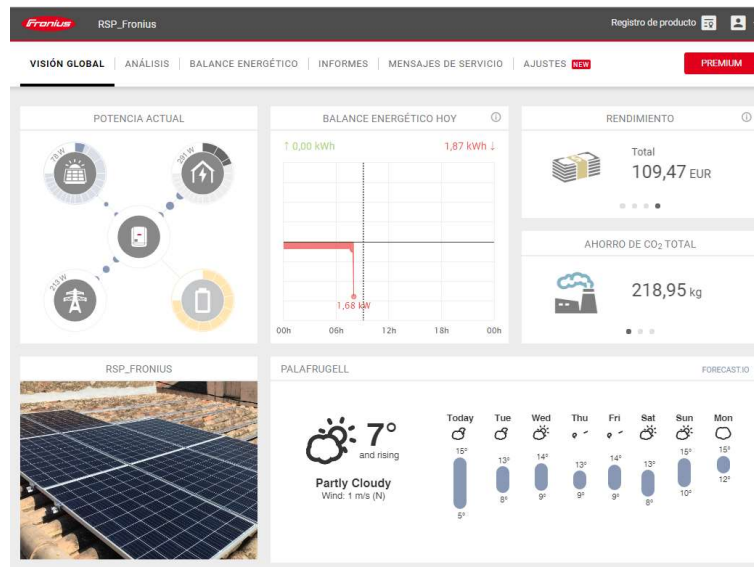 Fronius RSP_Fronius Registro de producto
VISIÓN GLOBAL ANÁLISIS BALANCE ENERGÉTICO INFORMES MENSAJES DE SERVICIO AJUSTES NEW PREMIUM
POTENCIA ACTUAL
78 W
291 W
213 W
BALANCE ENERGÉTICO HOY
↑ 0,00 kWh 1,87 kWh ↓
1,68 kW
00h 06h 12h 18h 00h
RENDIMIENTO
Total
109,47 EUR
AHORRO DE CO₂ TOTAL
218,95 kg
RSP_FRONIUS
PALAFRUGELL FORECAST.IO
7°
and rising
Partly Cloudy
Wind: 1 m/s (N)
Today Tue Wed Thu Fri Sat Sun Mon
15° 13° 14° 13° 14° 13° 15° 15°
5° 8° 9° 9° 9° 8° 10° 12°